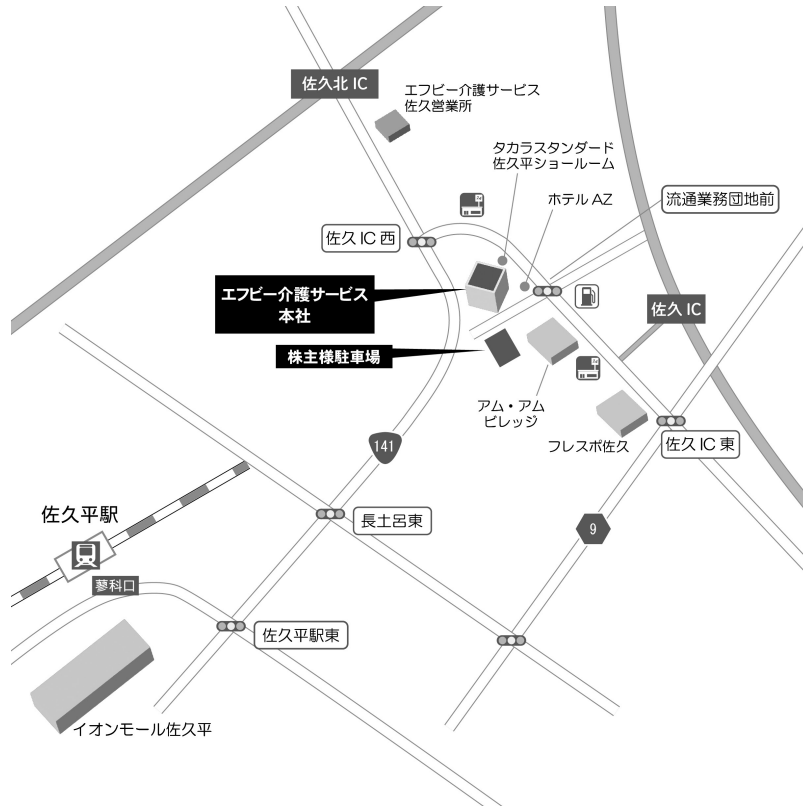 佐久北 IC
エフビー介護サービス
佐久営業所
タカラスタンダード
佐久平ショールーム
ホテル AZ
流通業務団地前
佐久 IC 西
エフビー介護サービス
本社
佐久 IC
株主様駐車場
アム・アム
ビレッジ
フレスポ佐久
佐久 IC 東
141
佐久平駅
長土呂東
9
蓼科口
佐久平駅東
イオンモール佐久平